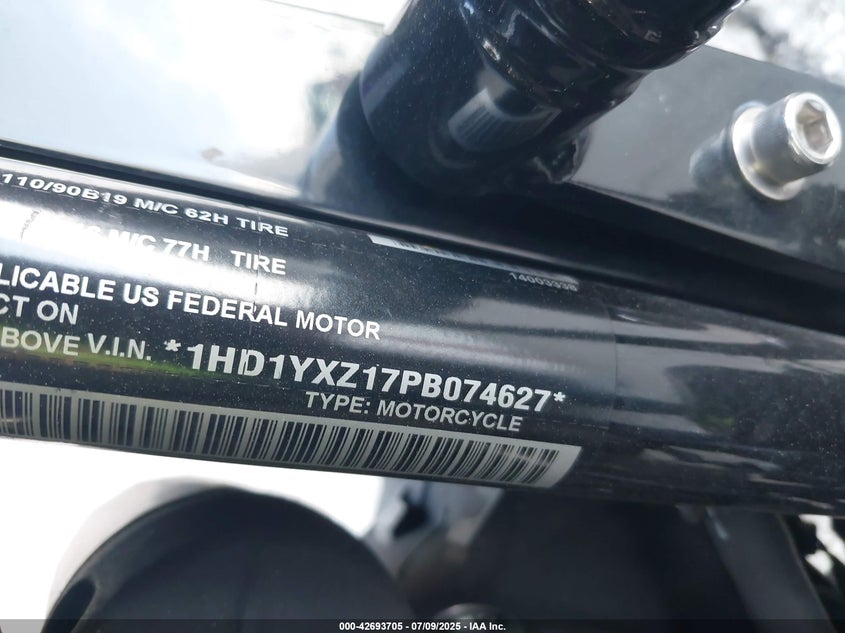 110/90B19 M/C 62H TIRE
M/C 77H TIRE
14003338
LICABLE US FEDERAL MOTOR
CT ON
BOVE V.I.N. *1HD1YXZ17PB074627*
TYPE: MOTORCYCLE
000-42693705 - 07/09/2025 - IAA Inc.